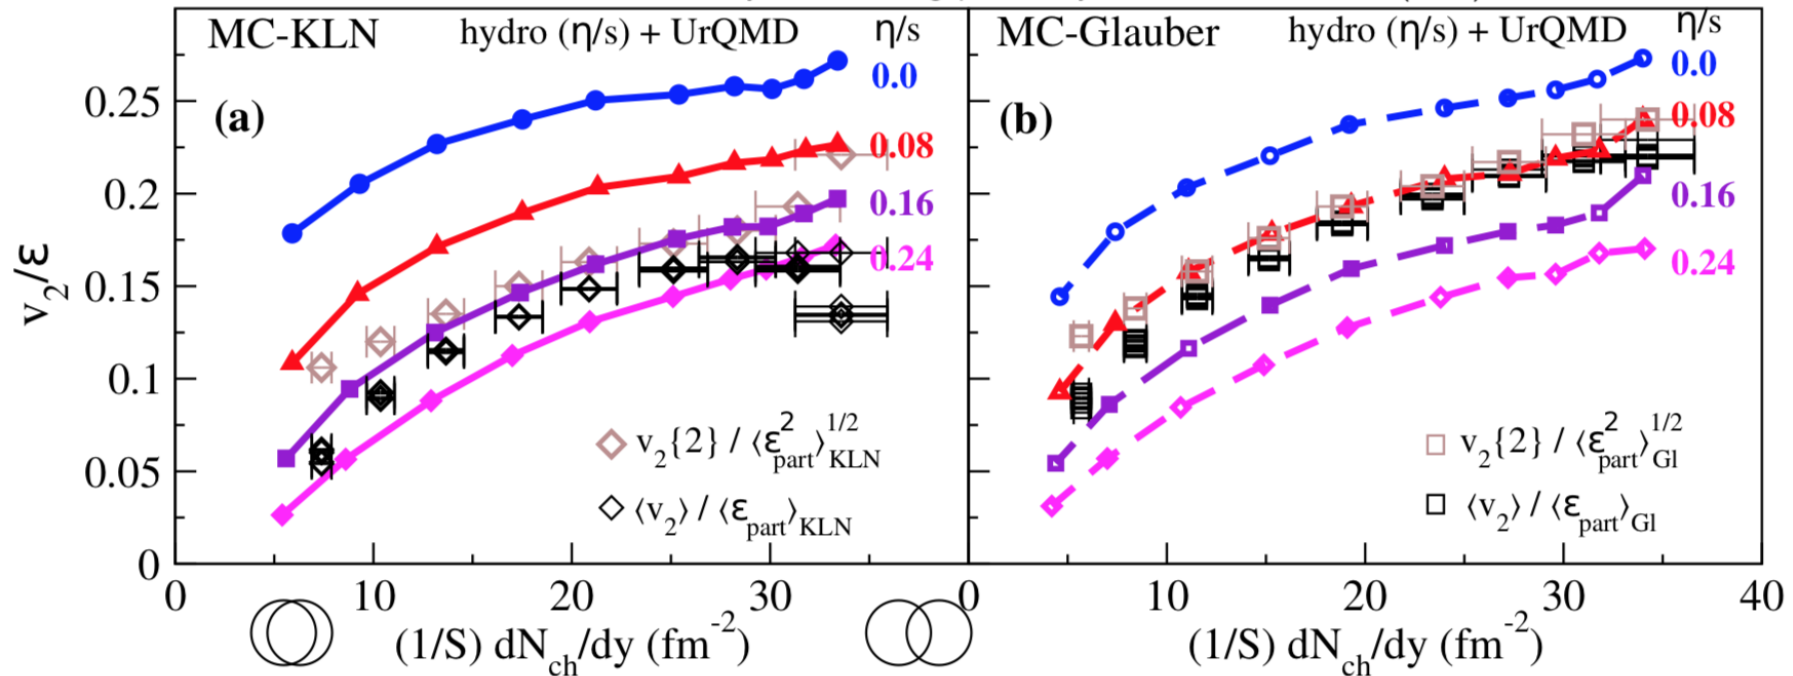 MC-KLN hydro (η/s) + UrQMD η/s
0.0
(a)
0.08
0.16
0.24
v₂{2} / ⟨ε²part⟩^1/2 KLN
⟨v₂⟩ / ⟨εpart⟩KLN
MC-Glauber hydro (η/s) + UrQMD η/s
0.0
(b)
0.08
0.16
0.24
v₂{2} / ⟨ε²part⟩^1/2 Gl
⟨v₂⟩ / ⟨εpart⟩Gl
v₂/ε
0.25
0.2
0.15
0.1
0.05
0
0 10 20 30 0 10 20 30 40
(1/S) dNch/dy (fm⁻²) (1/S) dNch/dy (fm⁻²)